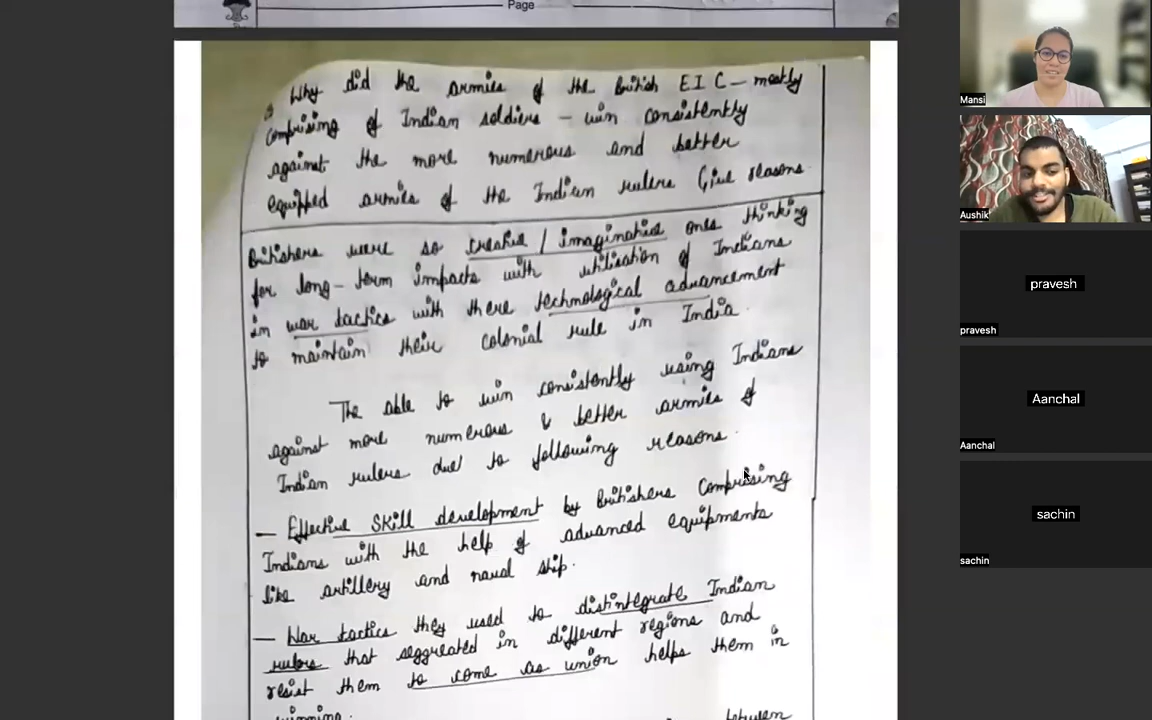 Page
Why did the armies of the British EIC - mostly
comprising of Indian soldiers - win consistently
against the more numerous and better
equipped armies of the Indian rulers Give reasons
Britishers were so creative / imaginative ones thinking
for long-term impacts with utilisation of Indians
in war tactics with there technological advancement
to maintain their colonial rule in India.
The able to win consistently using Indians
against more numerous & better armies of
Indian rulers due to following reasons.
- Effective skill development by Britishers comprising
Indians with the help of advanced equipments
like artillery and naval ship.
- War tactics they used to distintegrate Indian
rulers that seggreated in different regions and
resist them to come as union helps them in
winning.
between
Mansi
Aushik
pravesh
pravesh
Aanchal
Aanchal
sachin
sachin